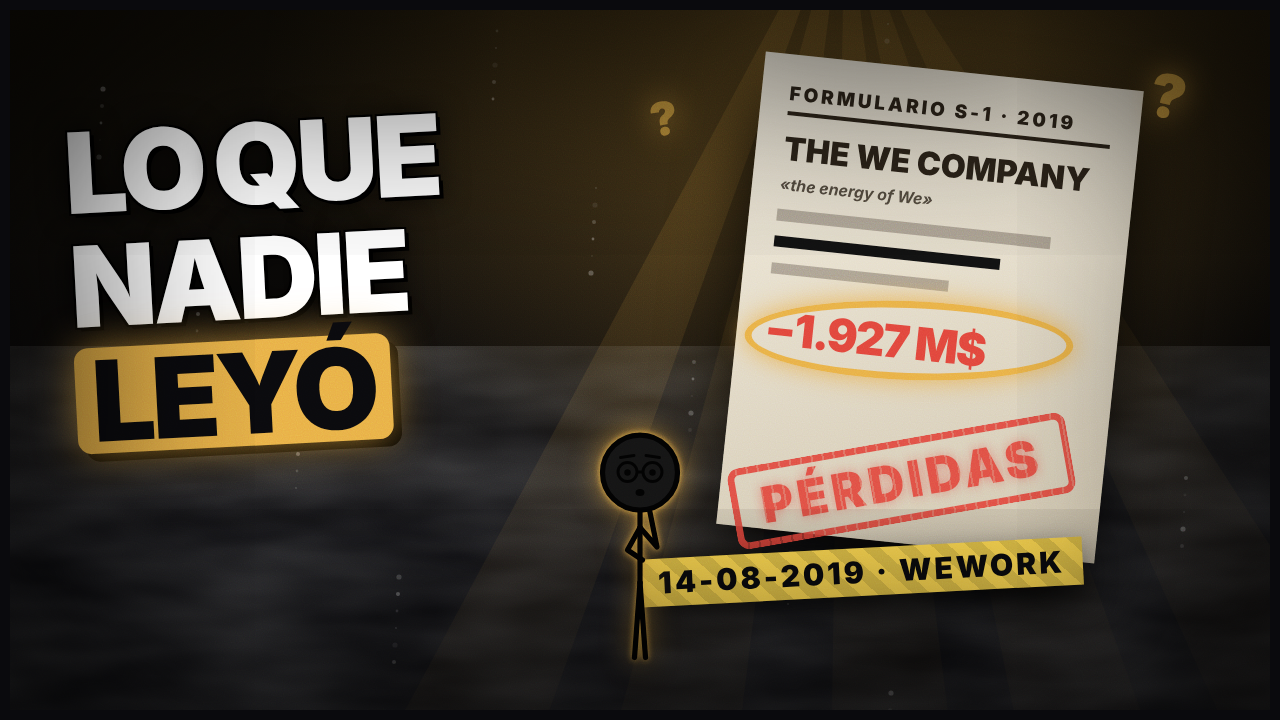 LO QUE
NADIE
LEYÓ
?
?
FORMULARIO S-1 · 2019
THE WE COMPANY
«the energy of We»
−1.927 M$
PÉRDIDAS
14-08-2019 · WEWORK